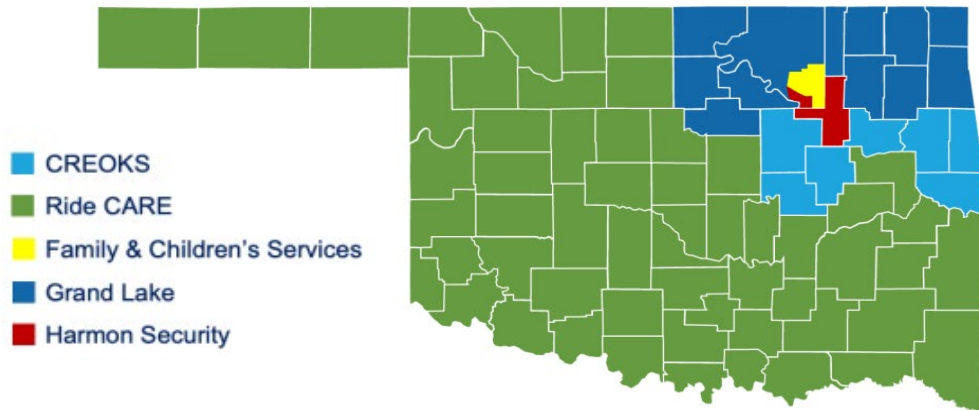 CREOKS
Ride CARE
Family & Children's Services
Grand Lake
Harmon Security